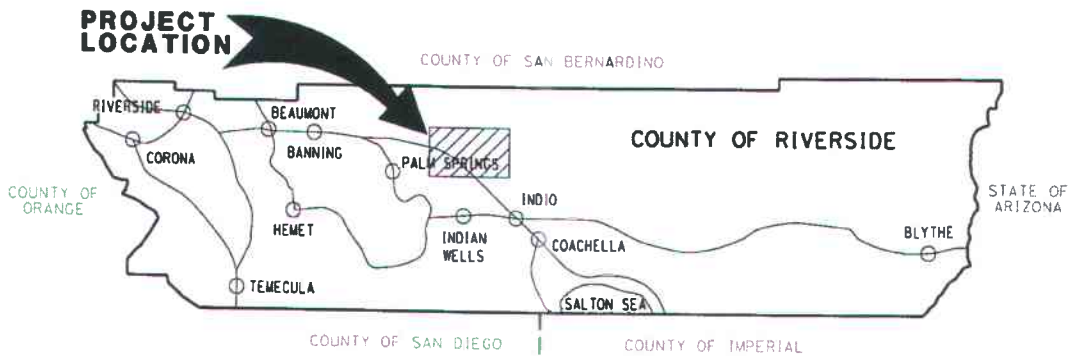 PROJECT
LOCATION
COUNTY OF SAN BERNARDINO
RIVERSIDE
BEAUMONT
COUNTY OF RIVERSIDE
BANNING
CORONA
PALM SPRINGS
COUNTY OF
ORANGE
STATE OF
ARIZONA
HEMET
INDIO
INDIAN
WELLS
COACHELLA
BLYTHE
TEMECULA
SALTON SEA
COUNTY OF SAN DIEGO
COUNTY OF IMPERIAL